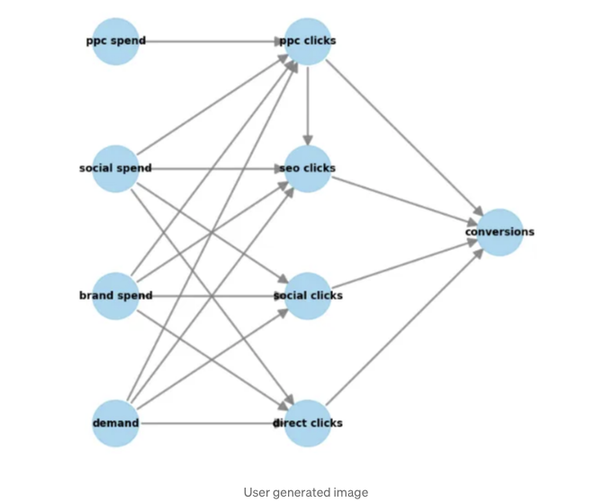 ppc spend
ppc clicks
social spend
seo clicks
conversions
brand spend
social clicks
demand
direct clicks
User generated image